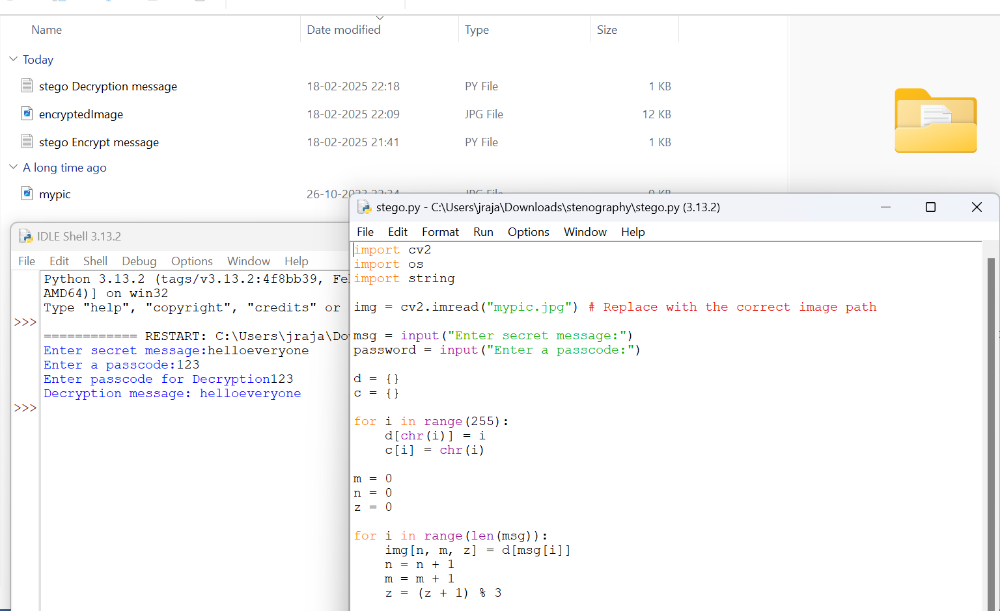 Name Date modified Type Size
Today
stego Decryption message 18-02-2025 22:18 PY File 1 KB
encryptedImage 18-02-2025 22:09 JPG File 12 KB
stego Encrypt message 18-02-2025 21:41 PY File 1 KB
A long time ago
mypic 26-10-2023 22:34 JPG File 9 KB
IDLE Shell 3.13.2
File Edit Shell Debug Options Window Help
Python 3.13.2 (tags/v3.13.2:4f8bb39, Fe
AMD64)] on win32
Type "help", "copyright", "credits" or
>>>
============ RESTART: C:\Users\jraja\Do
Enter secret message:helloeveryone
Enter a passcode:123
Enter passcode for Decryption123
Decryption message: helloeveryone
>>>
stego.py - C:\Users\jraja\Downloads\stenography\stego.py (3.13.2)
File Edit Format Run Options Window Help
import cv2
import os
import string
img = cv2.imread("mypic.jpg") # Replace with the correct image path
msg = input("Enter secret message:")
password = input("Enter a passcode:")
d = {}
c = {}
for i in range(255):
    d[chr(i)] = i
    c[i] = chr(i)
m = 0
n = 0
z = 0
for i in range(len(msg)):
    img[n, m, z] = d[msg[i]]
    n = n + 1
    m = m + 1
    z = (z + 1) % 3